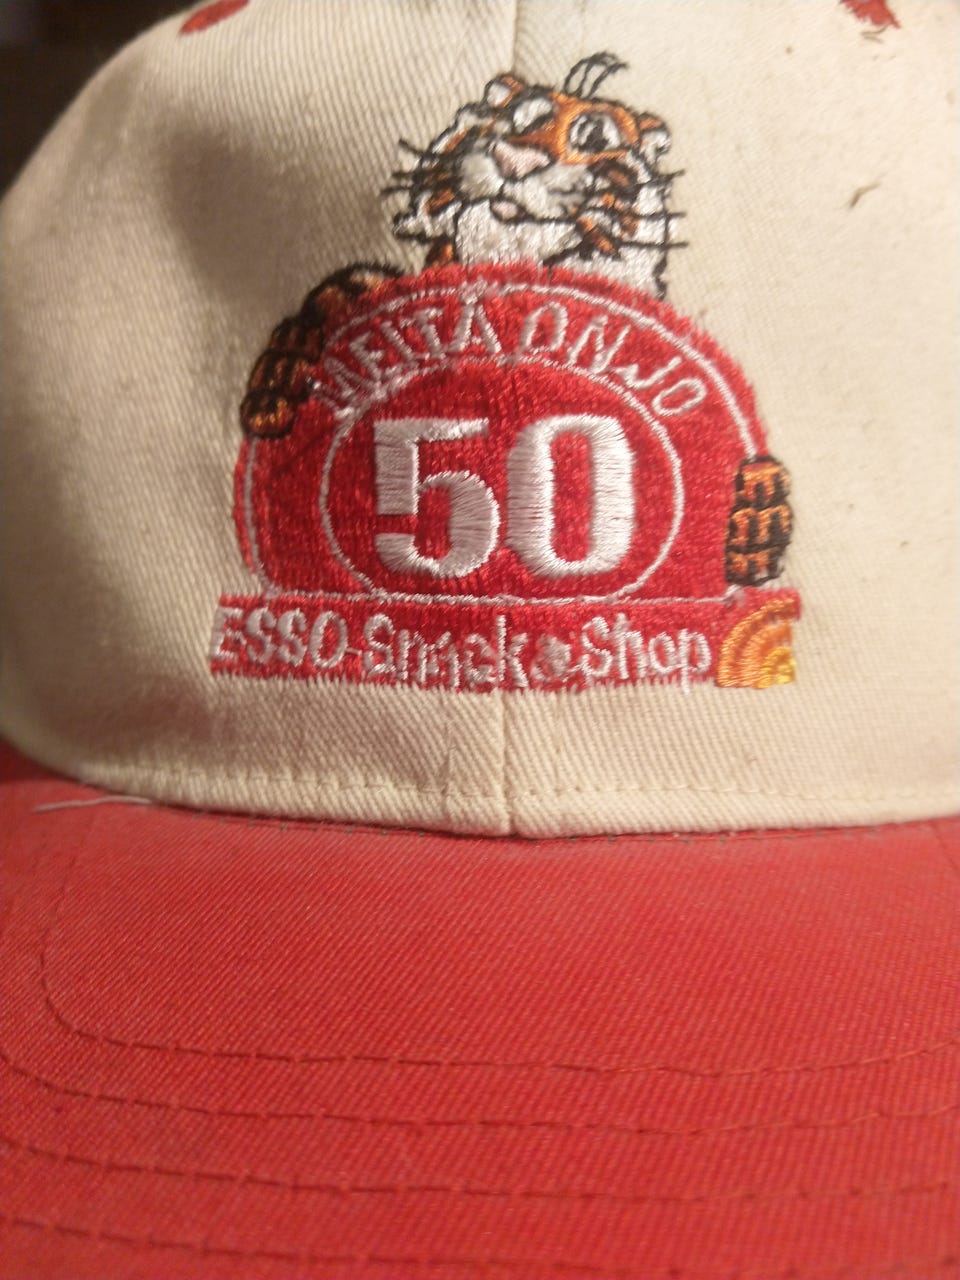 MEITÄ ON JO
50
ESSO-Snack & Shop